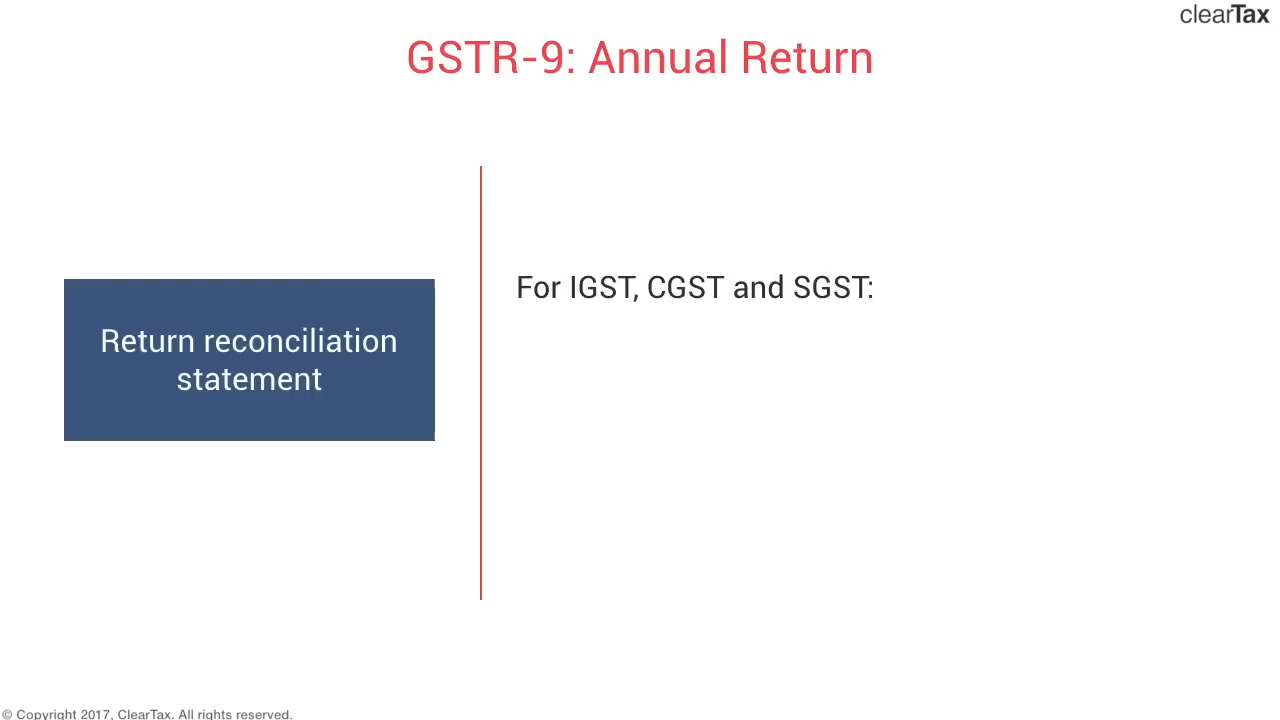 clearTax
GSTR-9: Annual Return
Return reconciliation
statement
For IGST, CGST and SGST:
© Copyright 2017, ClearTax. All rights reserved.